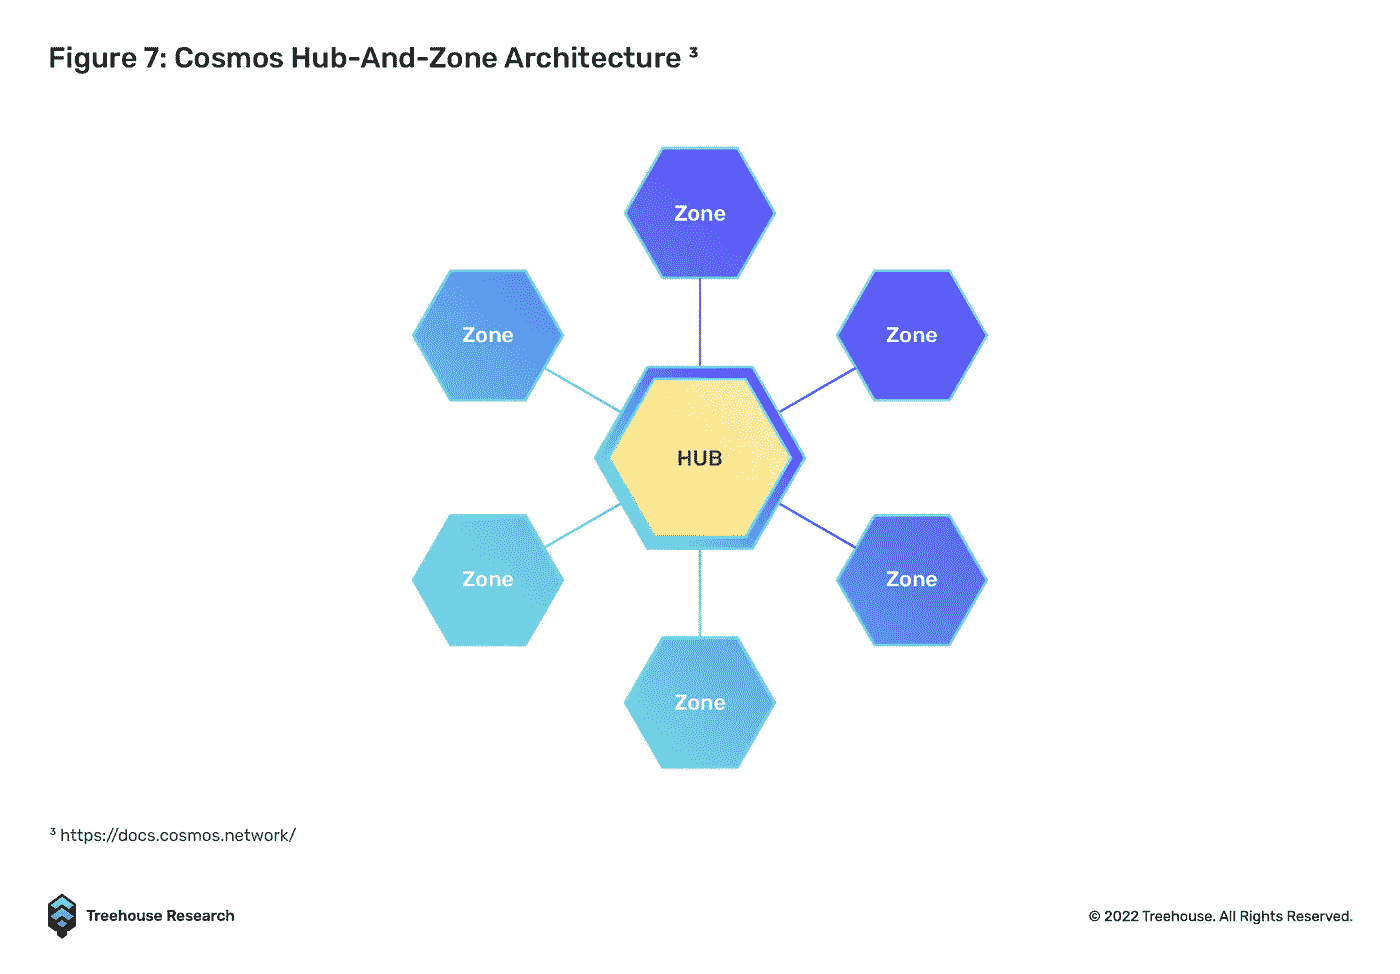 Figure 7: Cosmos Hub-And-Zone Architecture ³
Zone
Zone
Zone
HUB
Zone
Zone
Zone
³ https://docs.cosmos.network/
Treehouse Research
© 2022 Treehouse. All Rights Reserved.